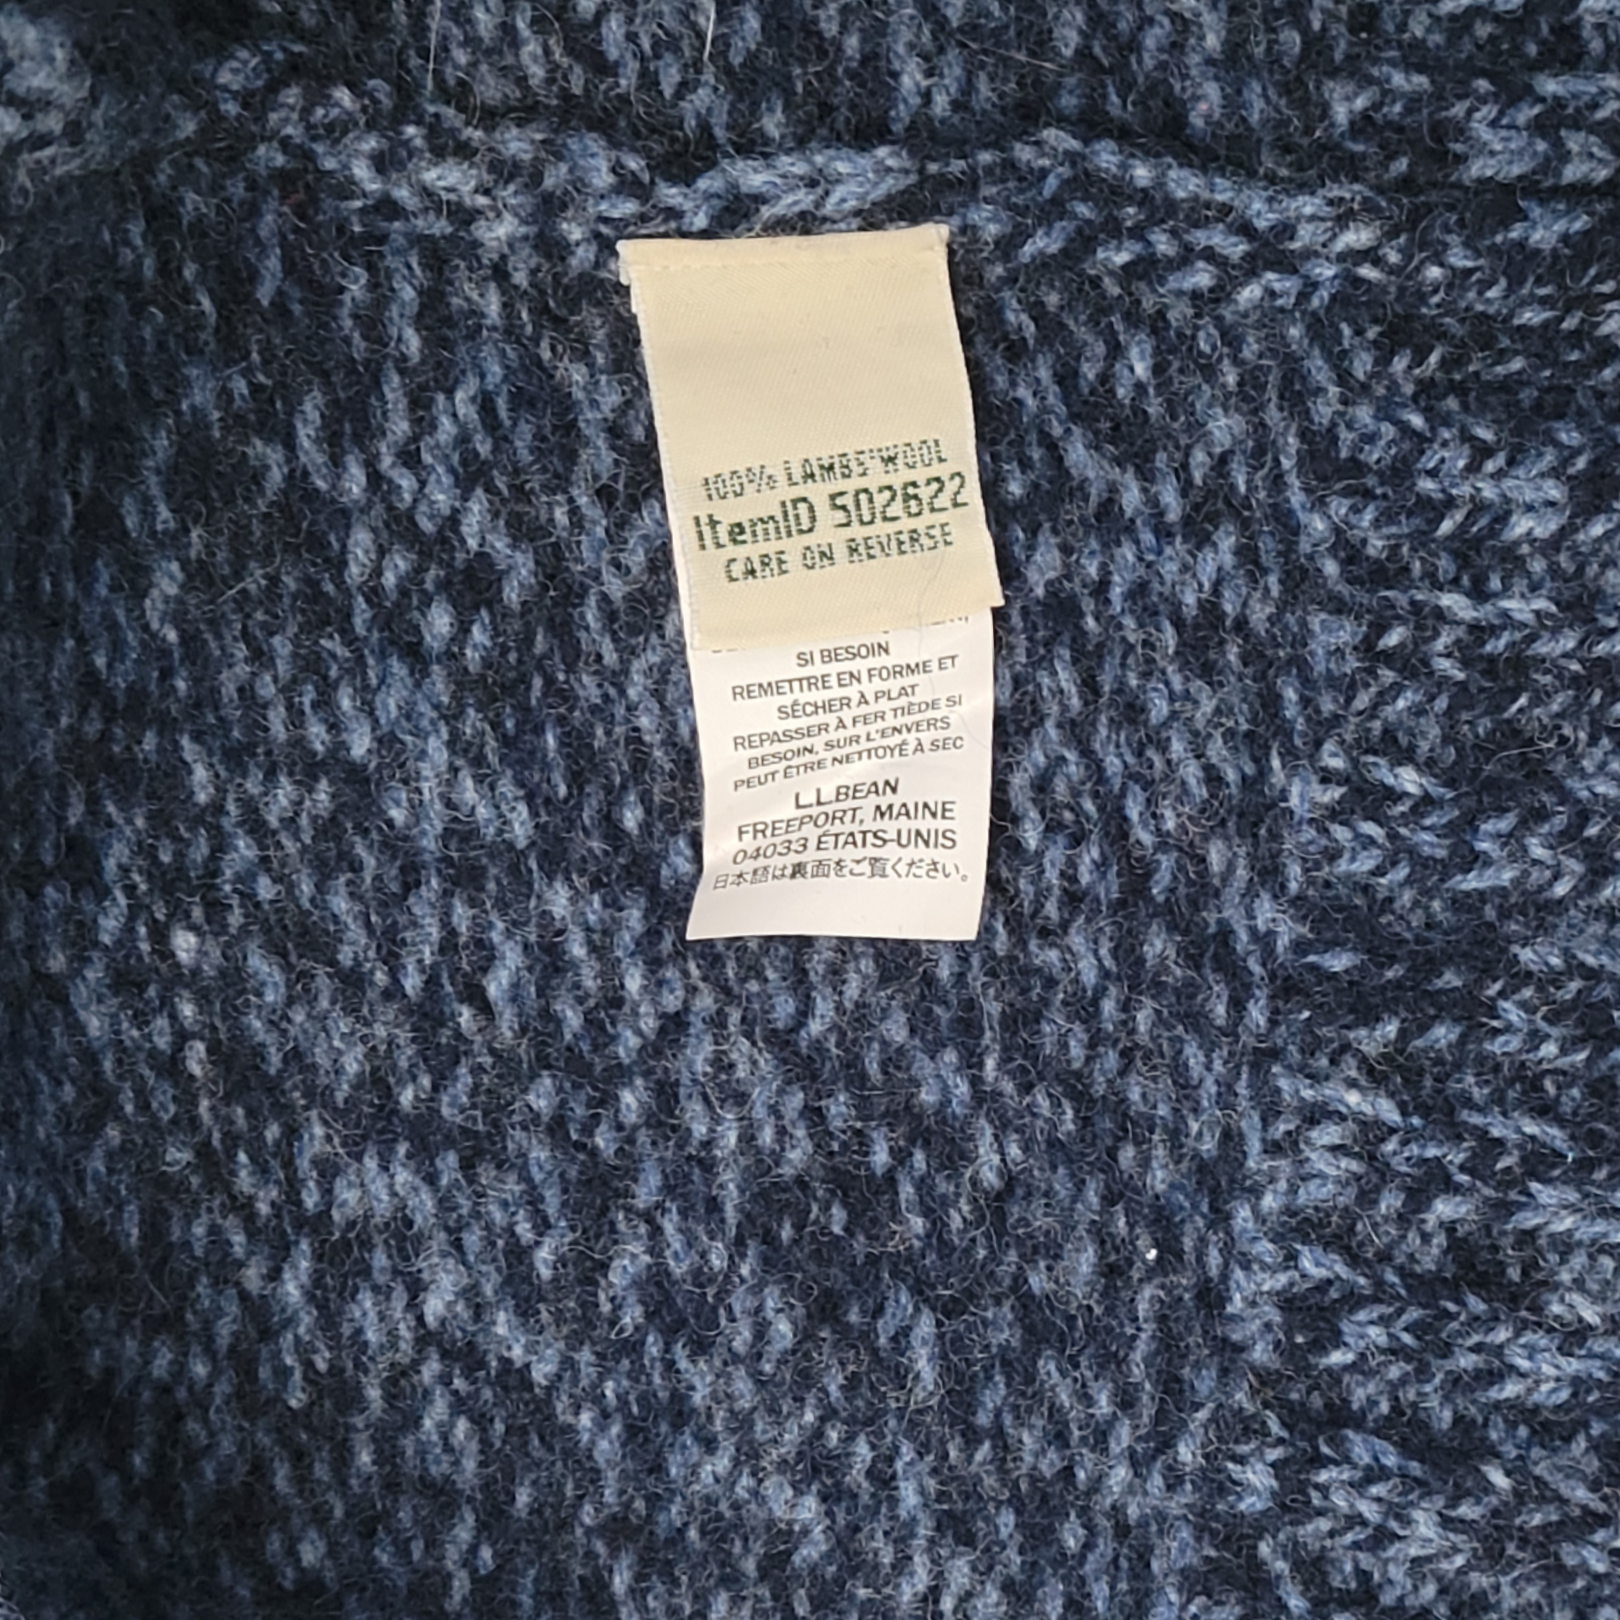 100% LAMBS' WOOL
ItemID 502622
CARE ON REVERSE
SI BESOIN
REMETTRE EN FORME ET
SÉCHER À PLAT
REPASSER À FER TIÈDE SI
BESOIN, SUR L'ENVERS
PEUT ÊTRE NETTOYÉ À SEC
L.L.BEAN
FREEPORT, MAINE
04033 ÉTATS-UNIS
日本語は裏面をご覧ください。